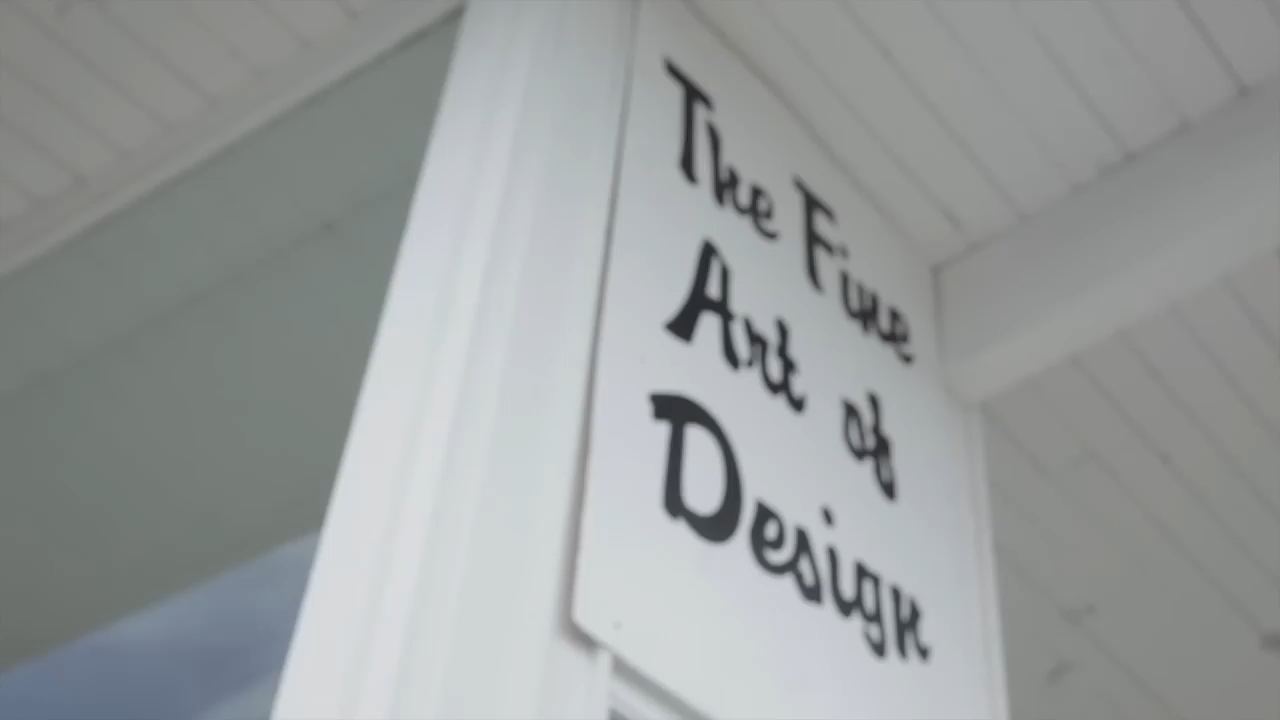 The Fine
Art of
Design